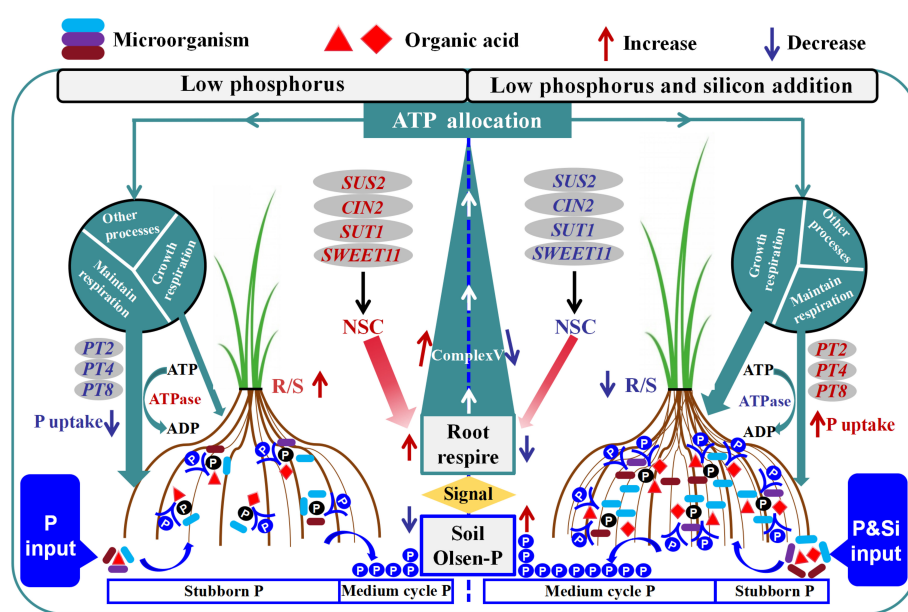 Microorganism
Organic acid
Increase
Decrease
Low phosphorus
Low phosphorus and silicon addition
ATP allocation
Other
processes
Growth
respiration
Maintain
respiration
SUS2
CIN2
SUT1
SWEET11
NSC
SUS2
CIN2
SUT1
SWEET11
NSC
Growth
respiration
Other
processes
Maintain
respiration
ComplexV
PT2
PT4
PT8
P uptake
ATP
ATPase
ADP
R/S
R/S
ATP
ATPase
ADP
PT2
PT4
PT8
P uptake
Root
respire
Signal
Soil
Olsen-P
P
input
P&Si
input
P P P P P P P P P P P P
P P P P P P P P P P P P P P P P P P P P P P P P
P P P P P P P
P P P P P P P P P P P
Stubborn P
Medium cycle P
Medium cycle P
Stubborn P